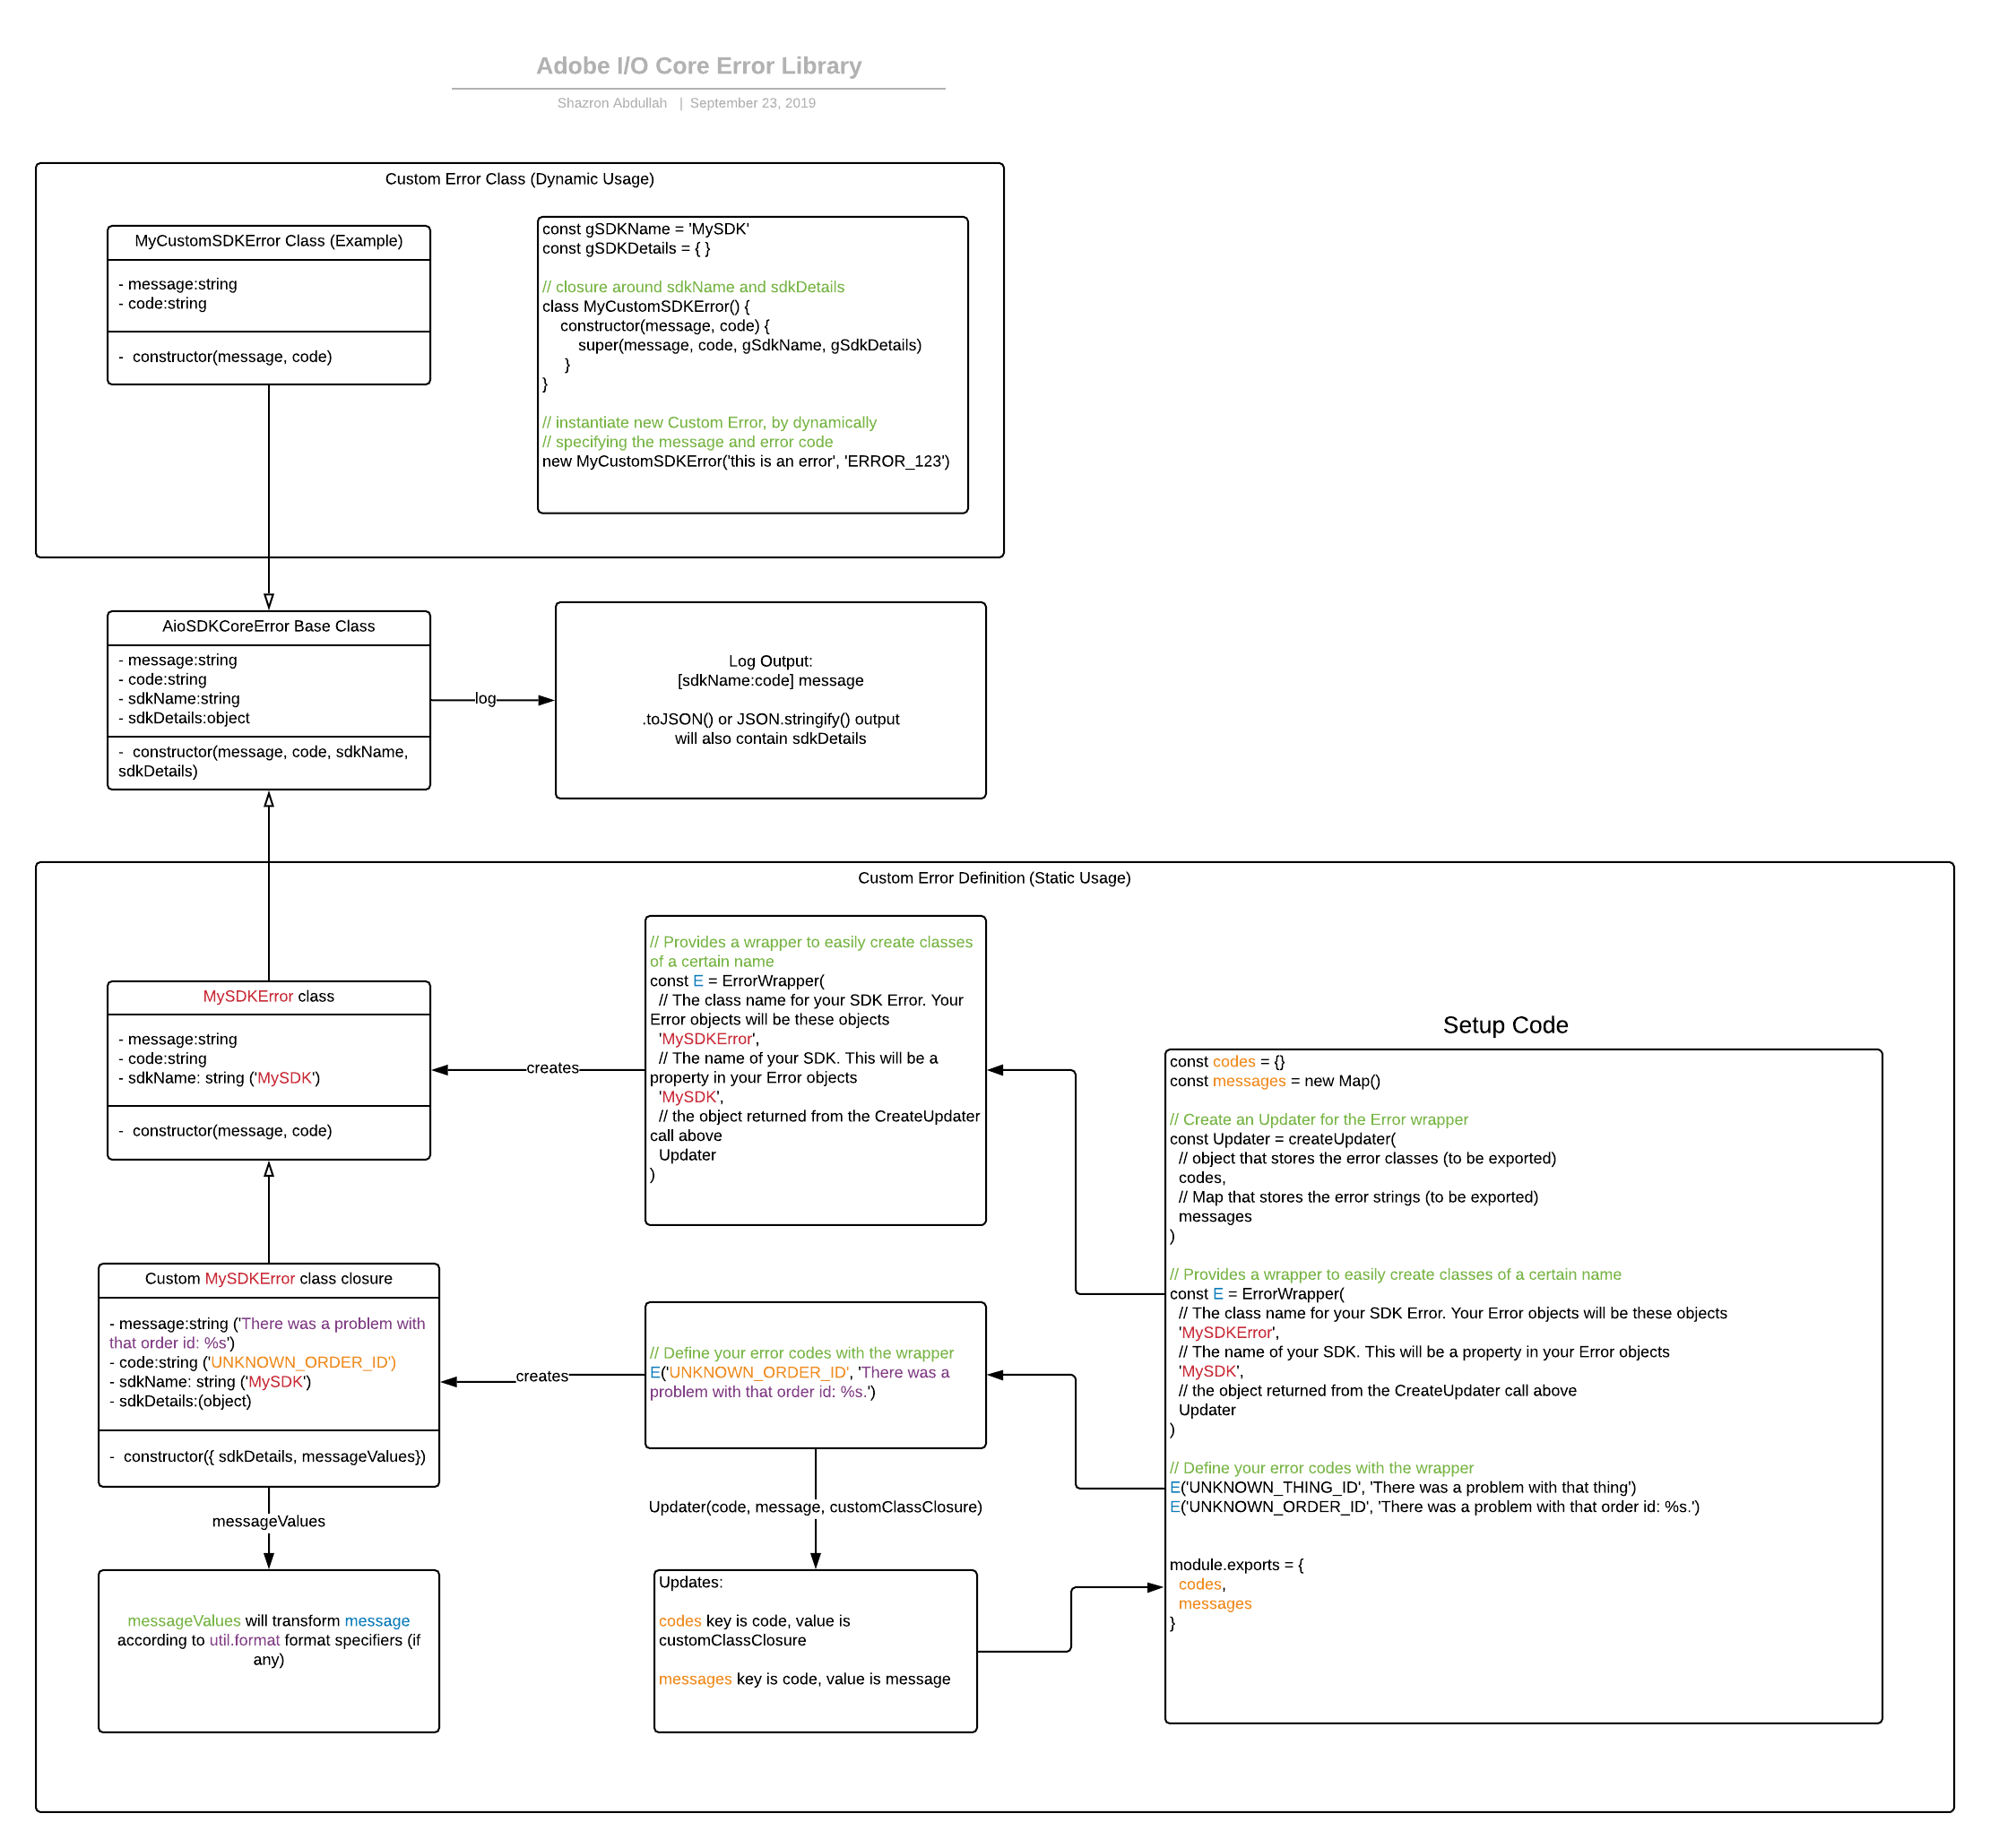 Adobe I/O Core Error Library
Shazron Abdullah | September 23, 2019
Custom Error Class (Dynamic Usage)
MyCustomSDKError Class (Example)
- message:string
- code:string
- constructor(message, code)
const gSDKName = 'MySDK'
const gSDKDetails = { }
// closure around sdkName and sdkDetails
class MyCustomSDKError() {
constructor(message, code) {
super(message, code, gSdkName, gSdkDetails)
}
}
// instantiate new Custom Error, by dynamically
// specifying the message and error code
new MyCustomSDKError('this is an error', 'ERROR_123')
AioSDKCoreError Base Class
- message:string
- code:string
- sdkName:string
- sdkDetails:object
- constructor(message, code, sdkName,
sdkDetails)
log
Log Output:
[sdkName:code] message
.toJSON() or JSON.stringify() output
will also contain sdkDetails
Custom Error Definition (Static Usage)
MySDKError class
- message:string
- code:string
- sdkName: string ('MySDK')
- constructor(message, code)
creates
// Provides a wrapper to easily create classes
of a certain name
const E = ErrorWrapper(
// The class name for your SDK Error. Your
Error objects will be these objects
'MySDKError',
// The name of your SDK. This will be a
property in your Error objects
'MySDK',
// the object returned from the CreateUpdater
call above
Updater
)
Custom MySDKError class closure
- message:string ('There was a problem with
that order id: %s')
- code:string ('UNKNOWN_ORDER_ID')
- sdkName: string ('MySDK')
- sdkDetails:(object)
- constructor({ sdkDetails, messageValues})
creates
// Define your error codes with the wrapper
E('UNKNOWN_ORDER_ID', 'There was a
problem with that order id: %s.')
messageValues
messageValues will transform message
according to util.format format specifiers (if
any)
Updater(code, message, customClassClosure)
Updates:
codes key is code, value is
customClassClosure
messages key is code, value is message
Setup Code
const codes = {}
const messages = new Map()
// Create an Updater for the Error wrapper
const Updater = createUpdater(
// object that stores the error classes (to be exported)
codes,
// Map that stores the error strings (to be exported)
messages
)
// Provides a wrapper to easily create classes of a certain name
const E = ErrorWrapper(
// The class name for your SDK Error. Your Error objects will be these objects
'MySDKError',
// The name of your SDK. This will be a property in your Error objects
'MySDK',
// the object returned from the CreateUpdater call above
Updater
)
// Define your error codes with the wrapper
E('UNKNOWN_THING_ID', 'There was a problem with that thing')
E('UNKNOWN_ORDER_ID', 'There was a problem with that order id: %s.')
module.exports = {
codes,
messages
}